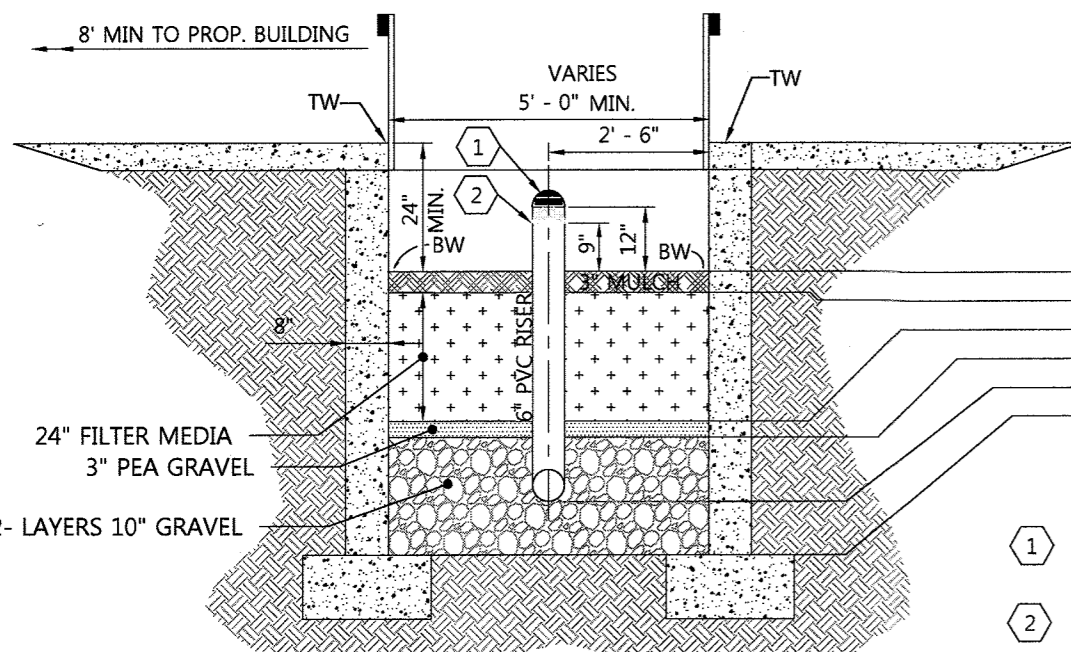 8' MIN TO PROP. BUILDING
VARIES
5' - 0" MIN.
2' - 6"
TW
TW
1
2
24" MIN.
BW
9"
12"
BW
3" MULCH
8"
6" PVC RISER
24" FILTER MEDIA
3" PEA GRAVEL
2- LAYERS 10" GRAVEL
1
2